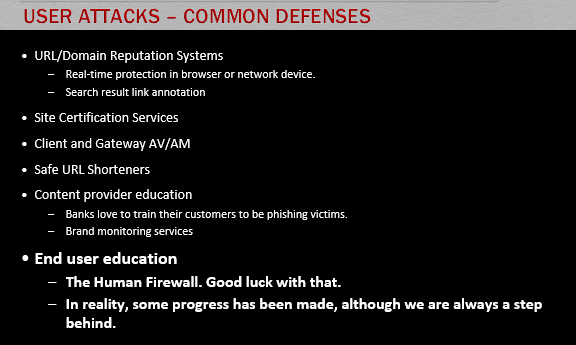 USER ATTACKS – COMMON DEFENSES
• URL/Domain Reputation Systems
– Real-time protection in browser or network device.
– Search result link annotation
• Site Certification Services
• Client and Gateway AV/AM
• Safe URL Shorteners
• Content provider education
– Banks love to train their customers to be phishing victims.
– Brand monitoring services
• End user education
– The Human Firewall. Good luck with that.
– In reality, some progress has been made, although we are always a step
behind.